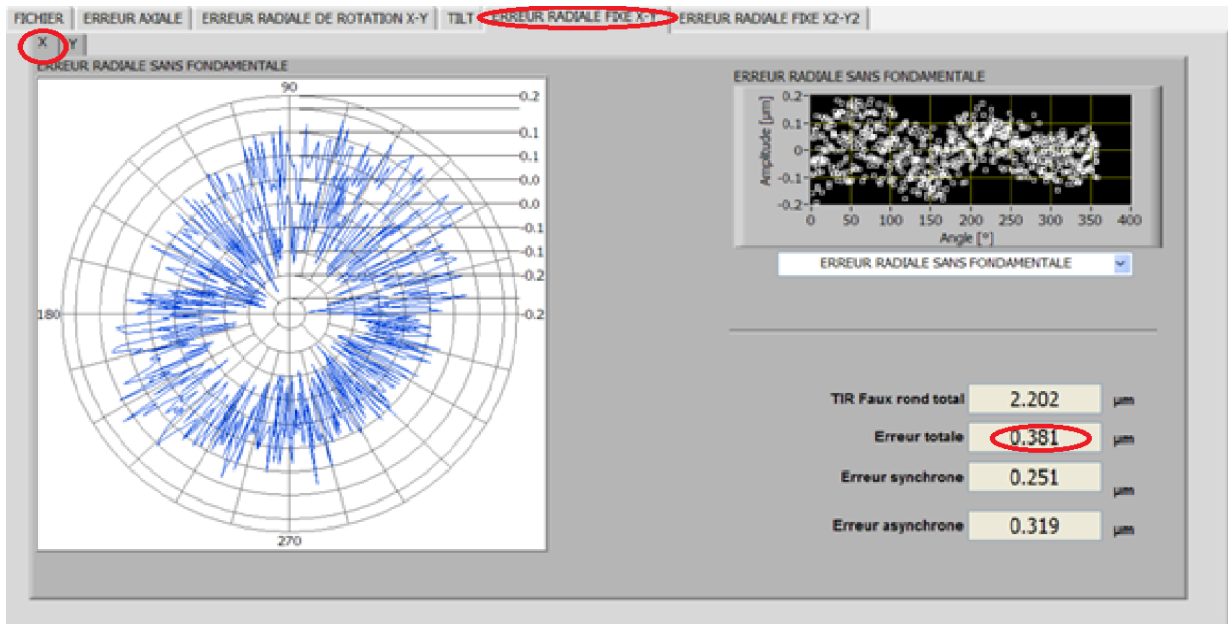 FICHIER ERREUR AXIALE ERREUR RADIALE DE ROTATION X-Y TILT ERREUR RADIALE FIXE X-Y ERREUR RADIALE FIXE X2-Y2
X Y
ERREUR RADIALE SANS FONDAMENTALE
90
0.2
0.1
0.1
0.0
0.0
-0.1
-0.1
-0.2
-0.2
180
270
ERREUR RADIALE SANS FONDAMENTALE
Amplitude [µm]
0.2
0.1
0
-0.1
-0.2
0 50 100 150 200 250 300 350 400
Angle [°]
ERREUR RADIALE SANS FONDAMENTALE
TIR Faux rond total 2.202 µm
Erreur totale 0.381 µm
Erreur synchrone 0.251 µm
Erreur asynchrone 0.319 µm